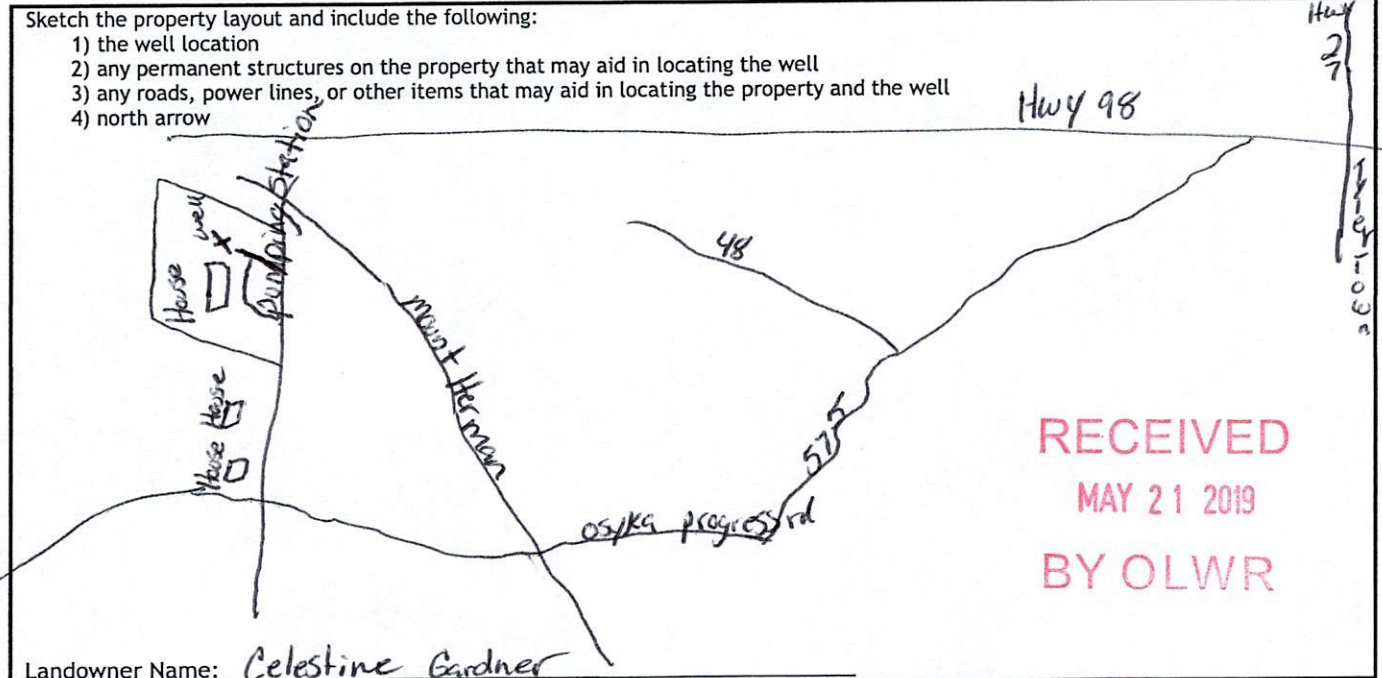 Sketch the property layout and include the following:
1) the well location
2) any permanent structures on the property that may aid in locating the well
3) any roads, power lines, or other items that may aid in locating the property and the well
4) north arrow
Hwy 98
Hwy
27
Tylertown
Pumping Station
well
X
House
House
House
Mount Herman
48
575
osyka progress rd
RECEIVED
MAY 21 2019
BY OLWR
Landowner Name: Celestine Gardner